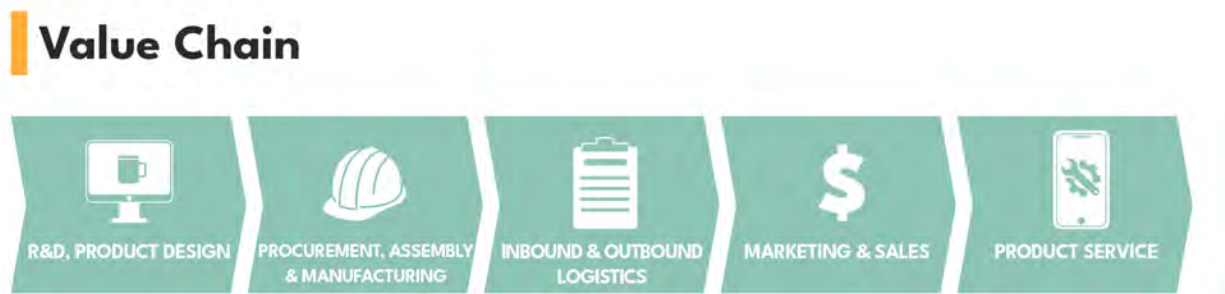 Value Chain
R&D, PRODUCT DESIGN
PROCUREMENT, ASSEMBLY
& MANUFACTURING
INBOUND & OUTBOUND
LOGISTICS
$
MARKETING & SALES
PRODUCT SERVICE